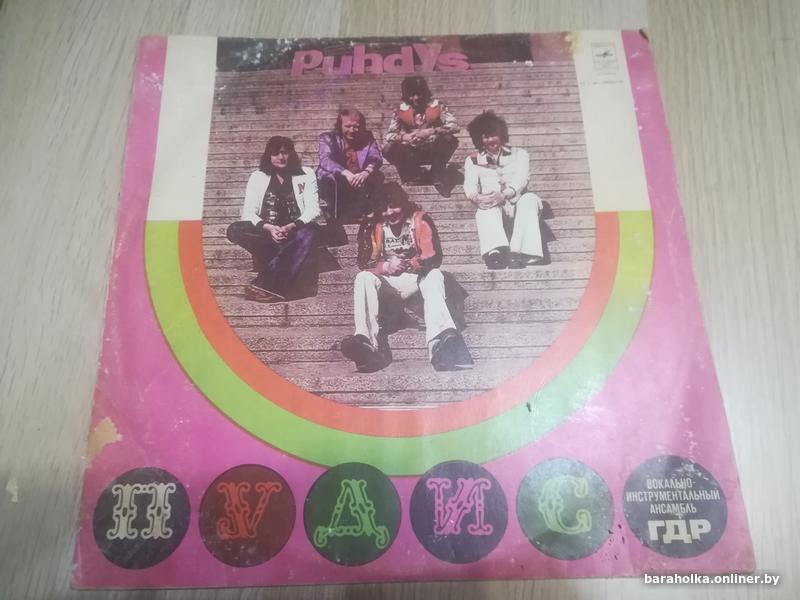 Puhdys
ПУДИС
ВОКАЛЬНО-
ИНСТРУМЕНТАЛЬНЫЙ
АНСАМБЛЬ
ГДР
baraholka.onliner.by